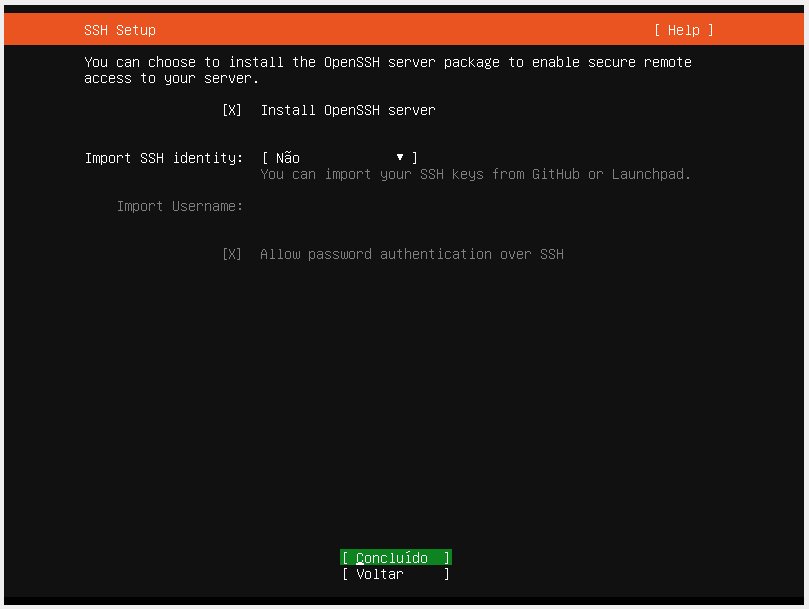 SSH Setup [ Help ]
You can choose to install the OpenSSH server package to enable secure remote
access to your server.
[X] Install OpenSSH server
Import SSH identity: [ Não ▾ ]
You can import your SSH keys from GitHub or Launchpad.
Import Username:
[X] Allow password authentication over SSH
[ Concluído ]
[ Voltar ]